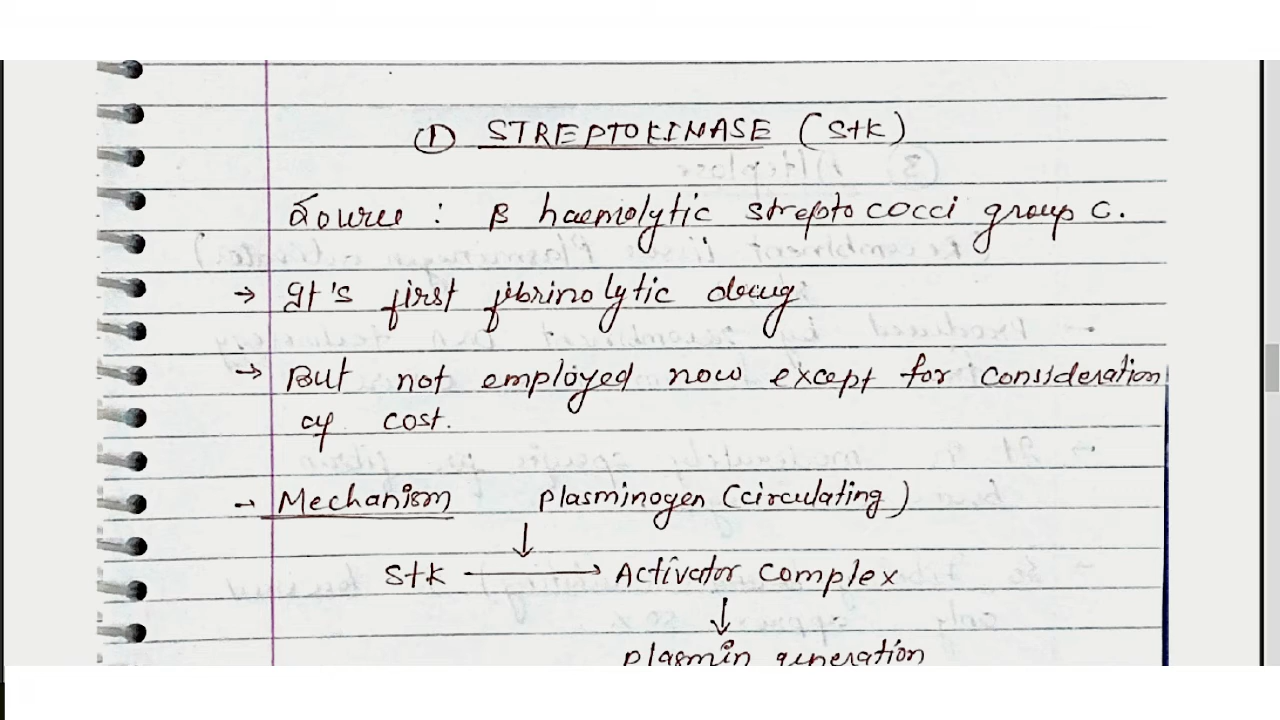 ① STREPTOKINASE (StK)
Source : β haemolytic streptococci group C.
→ It's first fibrinolytic drug
→ But not employed now except for consideration
of cost.
→ Mechanism Plasminogen (circulating)
↓
StK → Activator complex
↓
plasmin generation